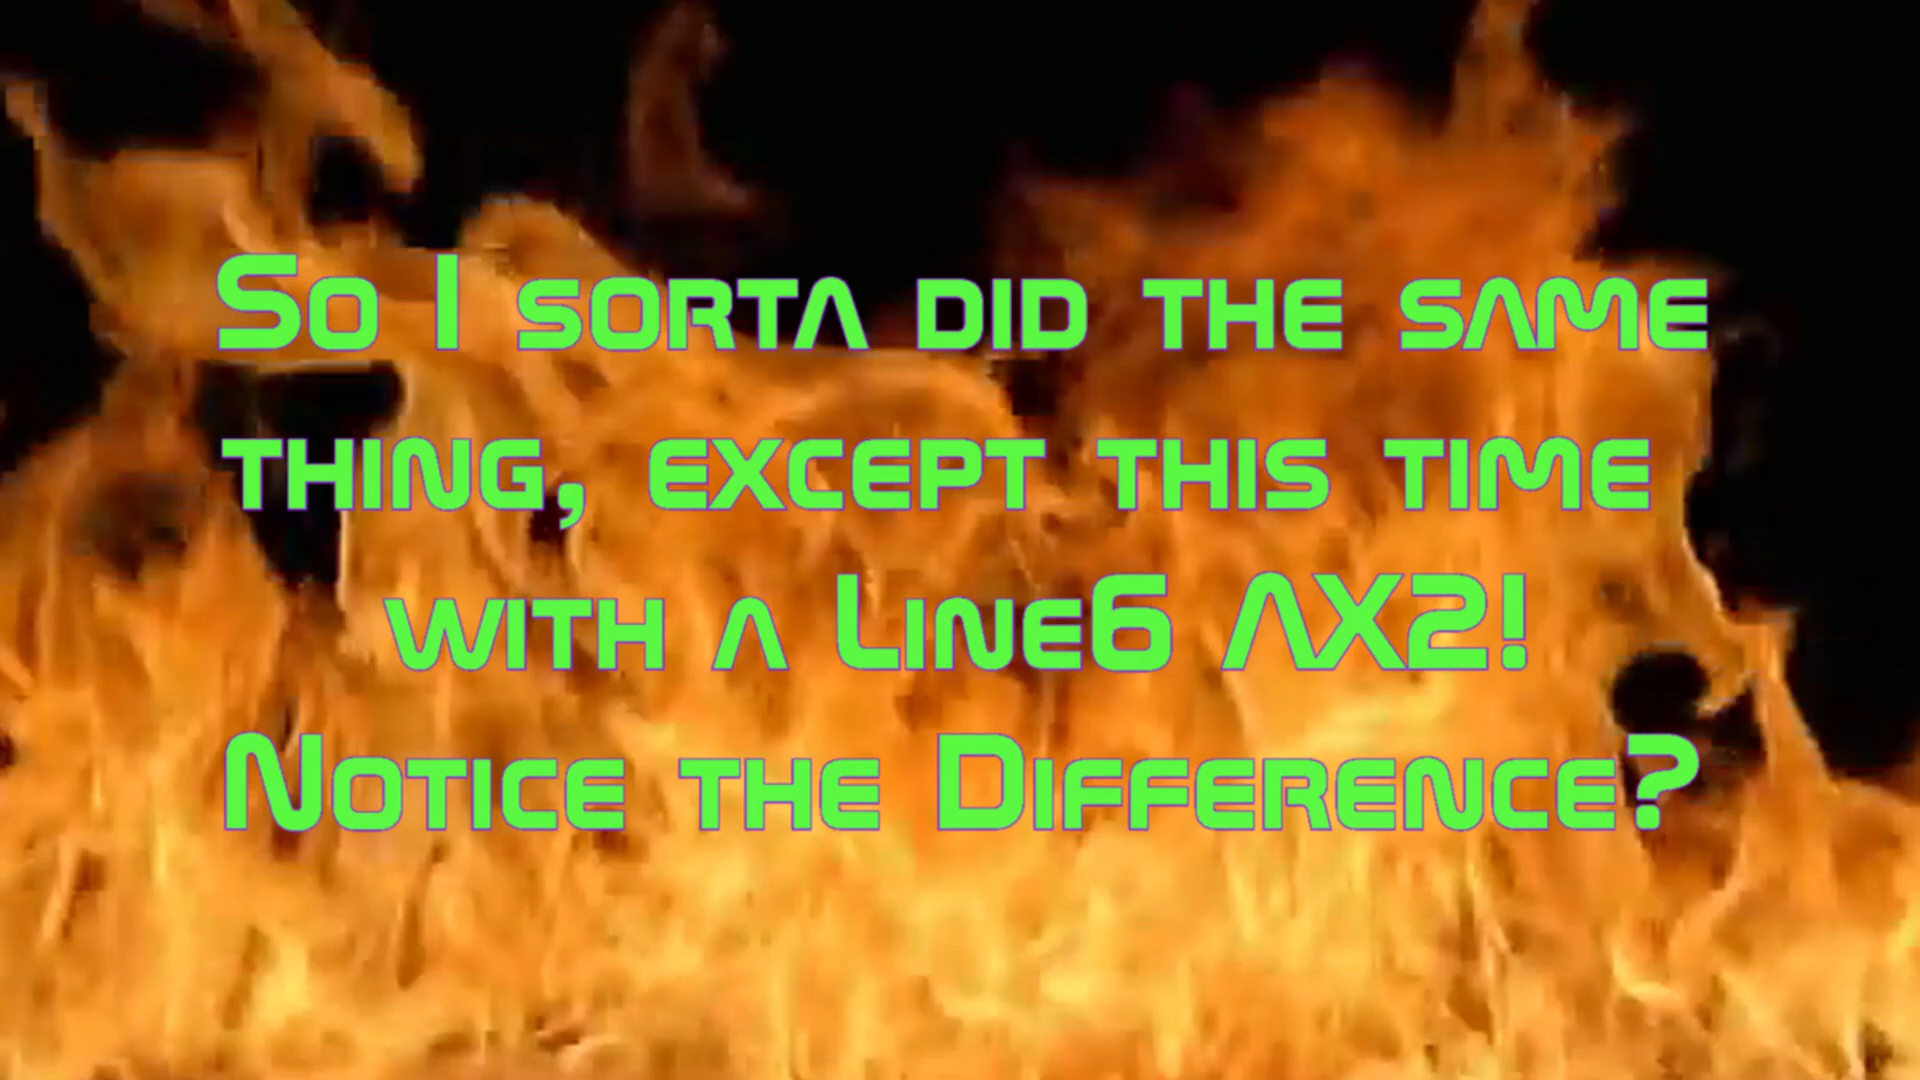 So I sorta did the same
thing, except this time
with a Line6 AX2!
Notice the Difference?